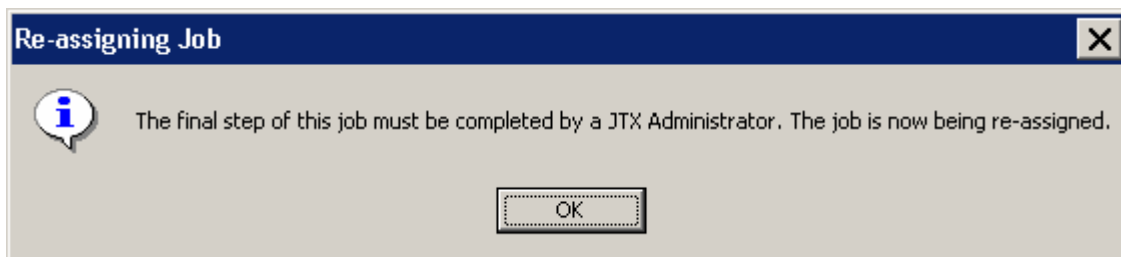 Re-assigning Job
The final step of this job must be completed by a JTX Administrator. The job is now being re-assigned.
OK